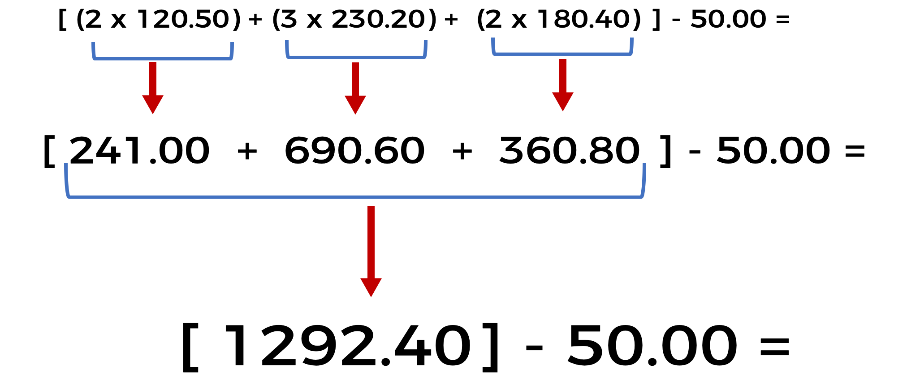 [ (2 x 120.50) + (3 x 230.20) + (2 x 180.40) ] - 50.00 =
[ 241.00 + 690.60 + 360.80 ] - 50.00 =
[ 1292.40] - 50.00 =